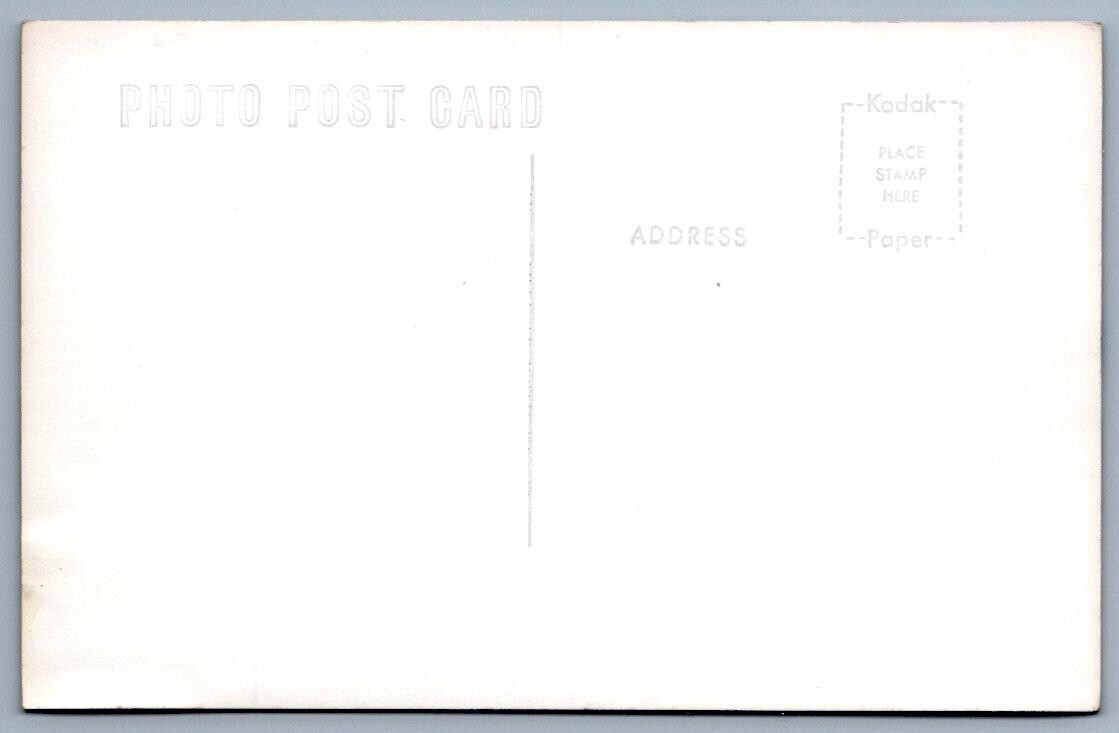 PHOTO POST CARD
Kodak
PLACE
STAMP
HERE
Paper
ADDRESS